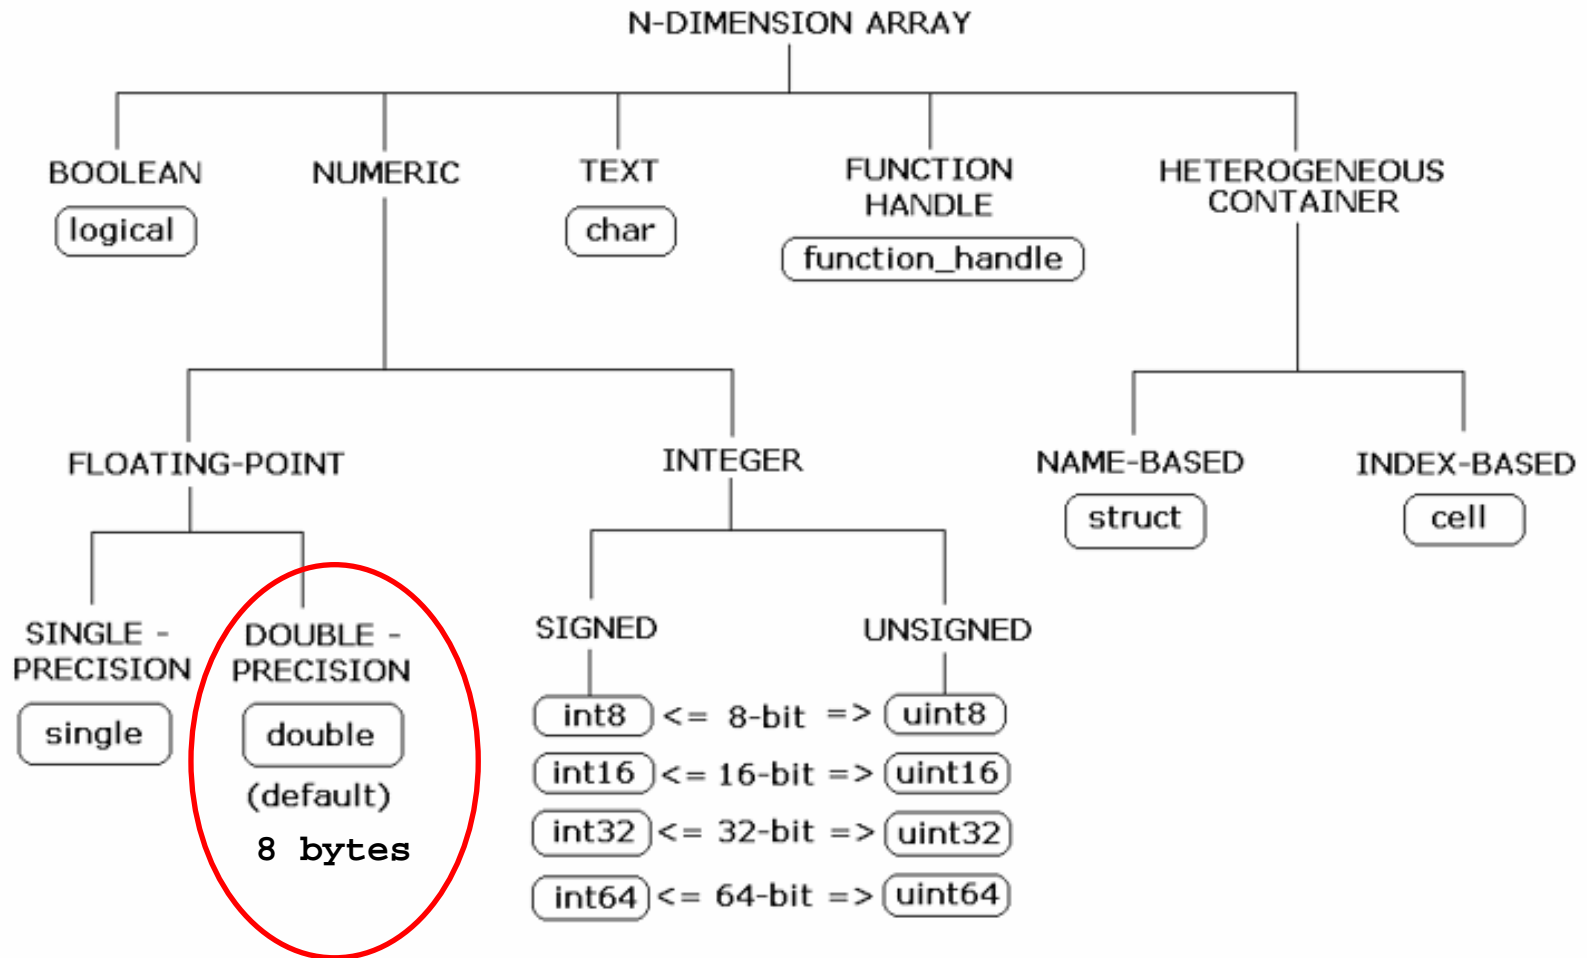 N-DIMENSION ARRAY
BOOLEAN
logical
NUMERIC
TEXT
char
FUNCTION
HANDLE
function_handle
HETEROGENEOUS
CONTAINER
FLOATING-POINT
INTEGER
NAME-BASED
struct
INDEX-BASED
cell
SINGLE -
PRECISION
single
DOUBLE -
PRECISION
double
(default)
8 bytes
SIGNED
UNSIGNED
int8 <= 8-bit => uint8
int16 <= 16-bit => uint16
int32 <= 32-bit => uint32
int64 <= 64-bit => uint64